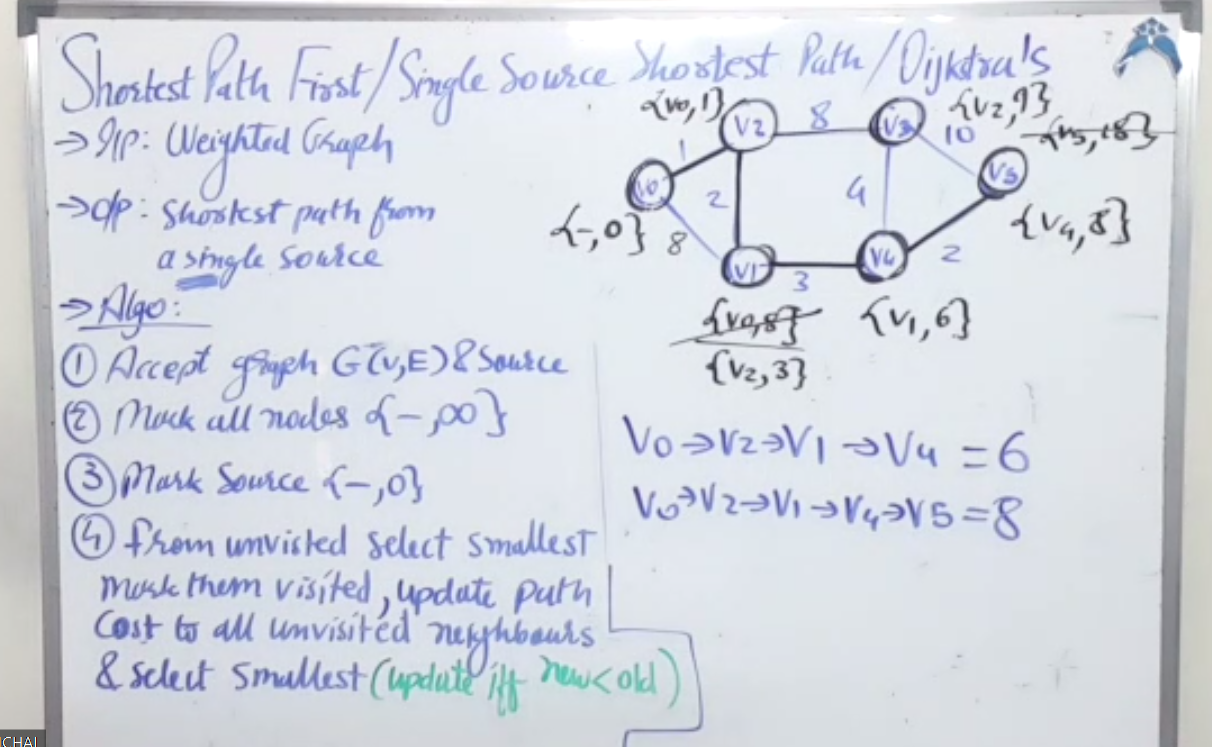 Shortest Path First/Single Source Shortest Path/Dijkstra's
→ I/P: Weighted Graph
→ O/P: Shortest path from
a single source
→ Algo:
① Accept graph G(V,E) & Source
② Mark all nodes {-,∞}
③ Mark Source {-,0}
④ from unvisted select smallest
mark them visited, update path
Cost to all unvisited neighbours
& select smallest (update iff new<old)
{V0,1}
V2
8
V3
{V2,9}
10
{V3,18}
1
V0
2
4
V5
{-,0}
8
{V4,8}
V1
3
V4
2
{V0,8}
{V1,6}
{V2,3}
V0→V2→V1→V4 = 6
V0→V2→V1→V4→V5 = 8
ICHAI